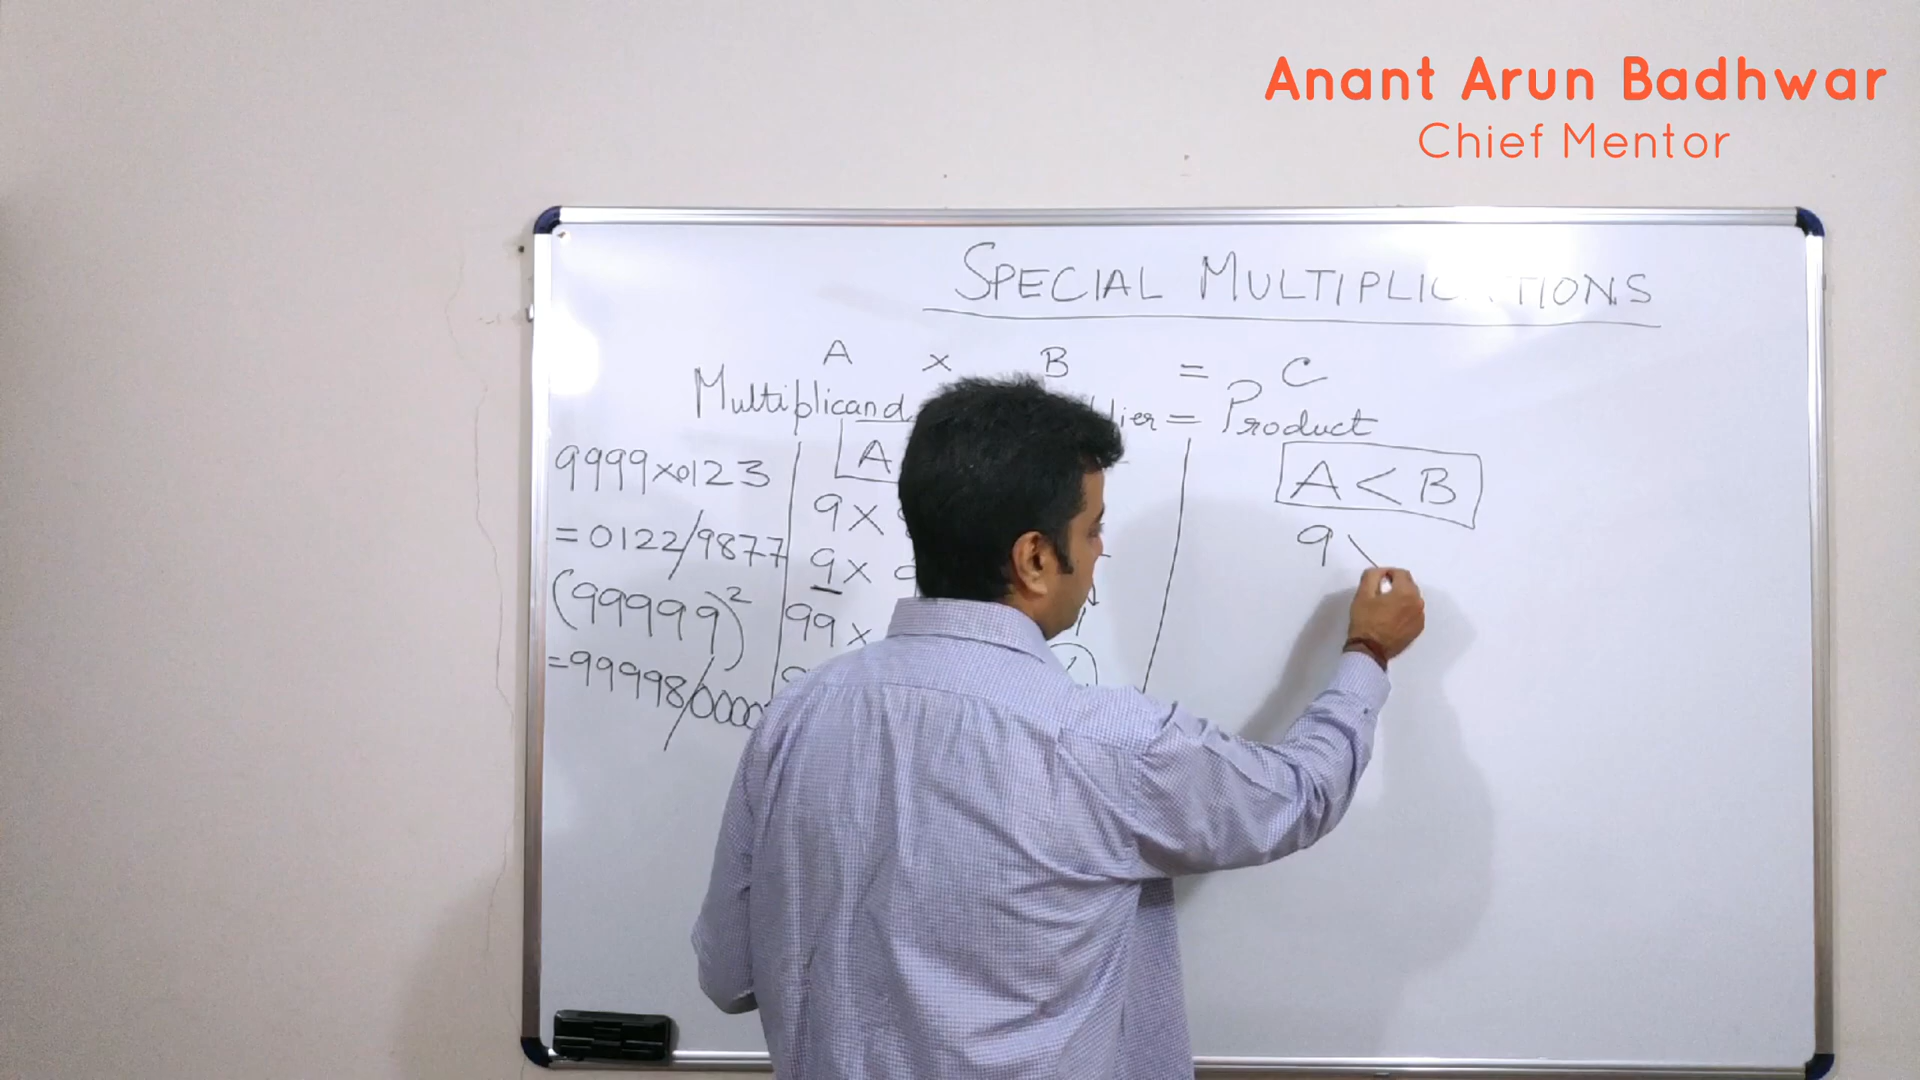 Anant Arun Badhwar
Chief Mentor
SPECIAL MULTIPLICATIONS
A × B = C
Multiplicand = Product
9999×0123
= 0122/9877
(99999)²
=99998/0000
A
9×
9×
99×
A < B
9